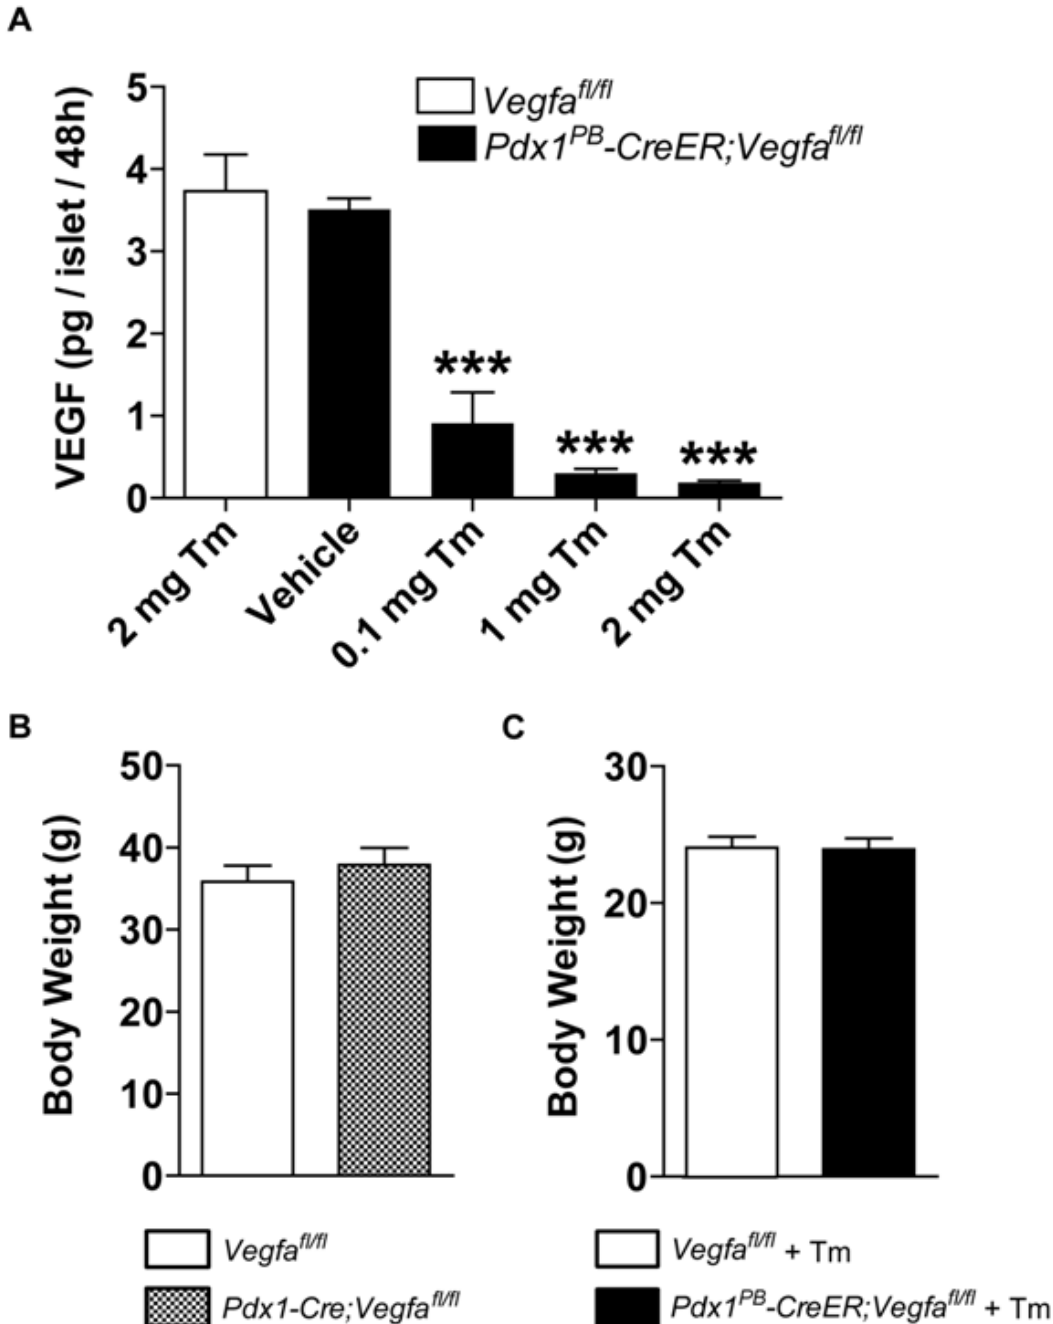 A
VEGF (pg / islet / 48h)
5
4
3
2
1
0
Vegfa^fl/fl
Pdx1^PB-CreER;Vegfa^fl/fl
***
***
***
2 mg Tm
Vehicle
0.1 mg Tm
1 mg Tm
2 mg Tm
B
Body Weight (g)
50
40
30
20
10
0
Vegfa^fl/fl
Pdx1-Cre;Vegfa^fl/fl
C
Body Weight (g)
30
20
10
0
Vegfa^fl/fl + Tm
Pdx1^PB-CreER;Vegfa^fl/fl + Tm